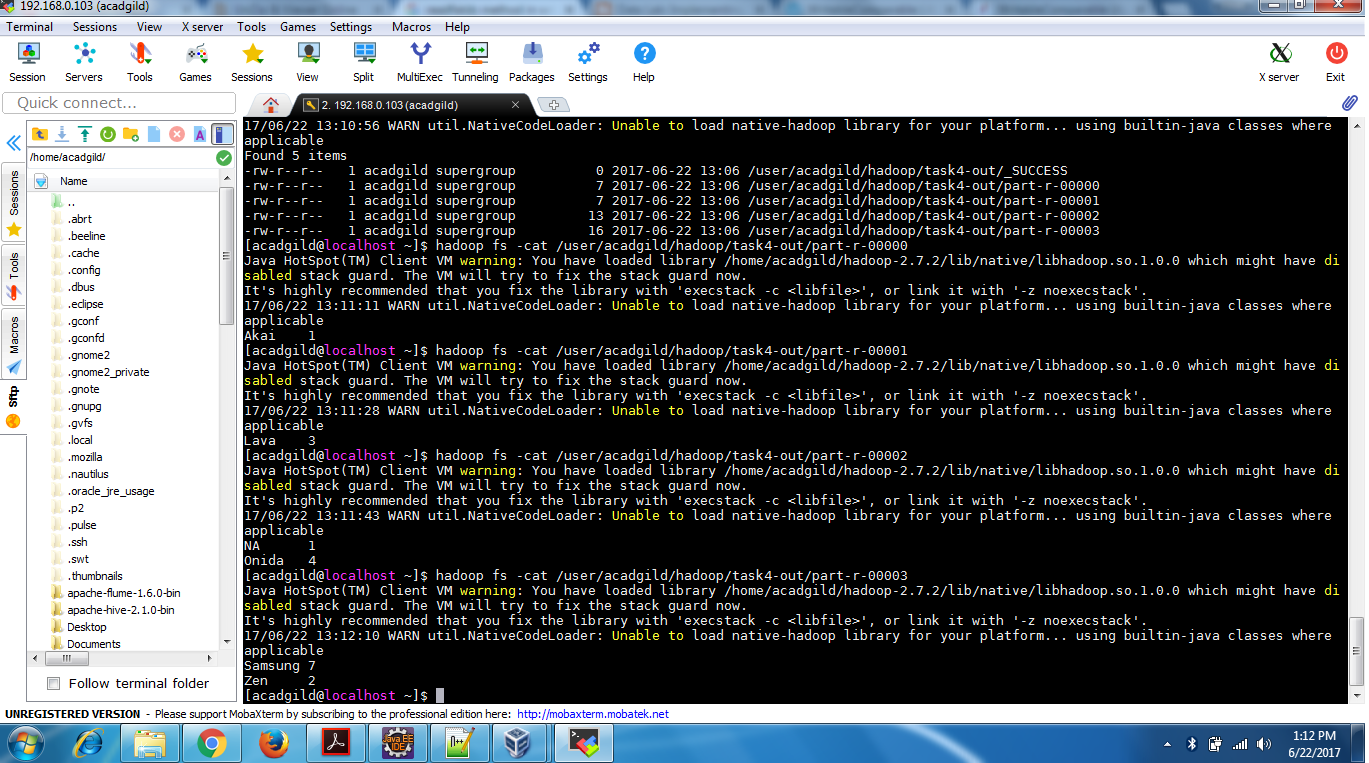 192.168.0.103 (acadgild)
Terminal Sessions View X server Tools Games Settings Macros Help
Session Servers Tools Games Sessions View Split MultiExec Tunneling Packages Settings Help X server Exit
Quick connect...
2. 192.168.0.103 (acadgild)
/home/acadgild/
Name
..
.abrt
.beeline
.cache
.config
.dbus
.eclipse
.gconf
.gconfd
.gnome2
.gnome2_private
.gnote
.gnupg
.gvfs
.local
.mozilla
.nautilus
.oracle_jre_usage
.p2
.pulse
.ssh
.swt
.thumbnails
apache-flume-1.6.0-bin
apache-hive-2.1.0-bin
Desktop
Documents
Follow terminal folder
Sessions
Tools
Macros
Sftp
17/06/22 13:10:56 WARN util.NativeCodeLoader: Unable to load native-hadoop library for your platform... using builtin-java classes where
applicable
Found 5 items
-rw-r--r--   1 acadgild supergroup          0 2017-06-22 13:06 /user/acadgild/hadoop/task4-out/_SUCCESS
-rw-r--r--   1 acadgild supergroup          7 2017-06-22 13:06 /user/acadgild/hadoop/task4-out/part-r-00000
-rw-r--r--   1 acadgild supergroup          7 2017-06-22 13:06 /user/acadgild/hadoop/task4-out/part-r-00001
-rw-r--r--   1 acadgild supergroup         13 2017-06-22 13:06 /user/acadgild/hadoop/task4-out/part-r-00002
-rw-r--r--   1 acadgild supergroup         16 2017-06-22 13:06 /user/acadgild/hadoop/task4-out/part-r-00003
[acadgild@localhost ~]$ hadoop fs -cat /user/acadgild/hadoop/task4-out/part-r-00000
Java HotSpot(TM) Client VM warning: You have loaded library /home/acadgild/hadoop-2.7.2/lib/native/libhadoop.so.1.0.0 which might have di
sabled stack guard. The VM will try to fix the stack guard now.
It's highly recommended that you fix the library with 'execstack -c <libfile>', or link it with '-z noexecstack'.
17/06/22 13:11:11 WARN util.NativeCodeLoader: Unable to load native-hadoop library for your platform... using builtin-java classes where
applicable
Akai    1
[acadgild@localhost ~]$ hadoop fs -cat /user/acadgild/hadoop/task4-out/part-r-00001
Java HotSpot(TM) Client VM warning: You have loaded library /home/acadgild/hadoop-2.7.2/lib/native/libhadoop.so.1.0.0 which might have di
sabled stack guard. The VM will try to fix the stack guard now.
It's highly recommended that you fix the library with 'execstack -c <libfile>', or link it with '-z noexecstack'.
17/06/22 13:11:28 WARN util.NativeCodeLoader: Unable to load native-hadoop library for your platform... using builtin-java classes where
applicable
Lava    3
[acadgild@localhost ~]$ hadoop fs -cat /user/acadgild/hadoop/task4-out/part-r-00002
Java HotSpot(TM) Client VM warning: You have loaded library /home/acadgild/hadoop-2.7.2/lib/native/libhadoop.so.1.0.0 which might have di
sabled stack guard. The VM will try to fix the stack guard now.
It's highly recommended that you fix the library with 'execstack -c <libfile>', or link it with '-z noexecstack'.
17/06/22 13:11:43 WARN util.NativeCodeLoader: Unable to load native-hadoop library for your platform... using builtin-java classes where
applicable
NA      1
Onida   4
[acadgild@localhost ~]$ hadoop fs -cat /user/acadgild/hadoop/task4-out/part-r-00003
Java HotSpot(TM) Client VM warning: You have loaded library /home/acadgild/hadoop-2.7.2/lib/native/libhadoop.so.1.0.0 which might have di
sabled stack guard. The VM will try to fix the stack guard now.
It's highly recommended that you fix the library with 'execstack -c <libfile>', or link it with '-z noexecstack'.
17/06/22 13:12:10 WARN util.NativeCodeLoader: Unable to load native-hadoop library for your platform... using builtin-java classes where
applicable
Samsung 7
Zen     2
[acadgild@localhost ~]$
UNREGISTERED VERSION - Please support MobaXterm by subscribing to the professional edition here: http://mobaxterm.mobatek.net
Java EE
IDE
1:12 PM
6/22/2017